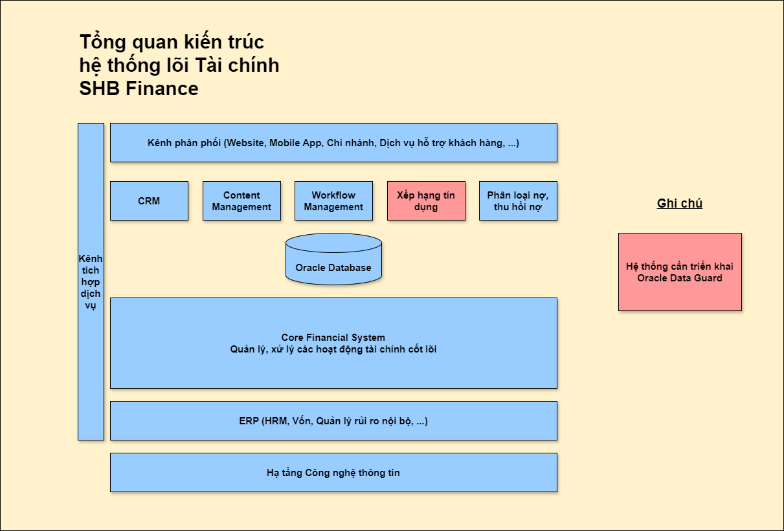 Tổng quan kiến trúc
hệ thống lõi Tài chính
SHB Finance
Kênh phân phối (Website, Mobile App, Chi nhánh, Dịch vụ hỗ trợ khách hàng, ...)
CRM
Content
Management
Workflow
Management
Xếp hạng tín
dụng
Phân loại nợ,
thu hồi nợ
Ghi chú
Kênh
tích
hợp
dịch
vụ
Oracle Database
Hệ thống cần triển khai
Oracle Data Guard
Core Financial System
Quản lý, xử lý các hoạt động tài chính cốt lõi
ERP (HRM, Vốn, Quản lý rủi ro nội bộ, ...)
Hạ tầng Công nghệ thông tin